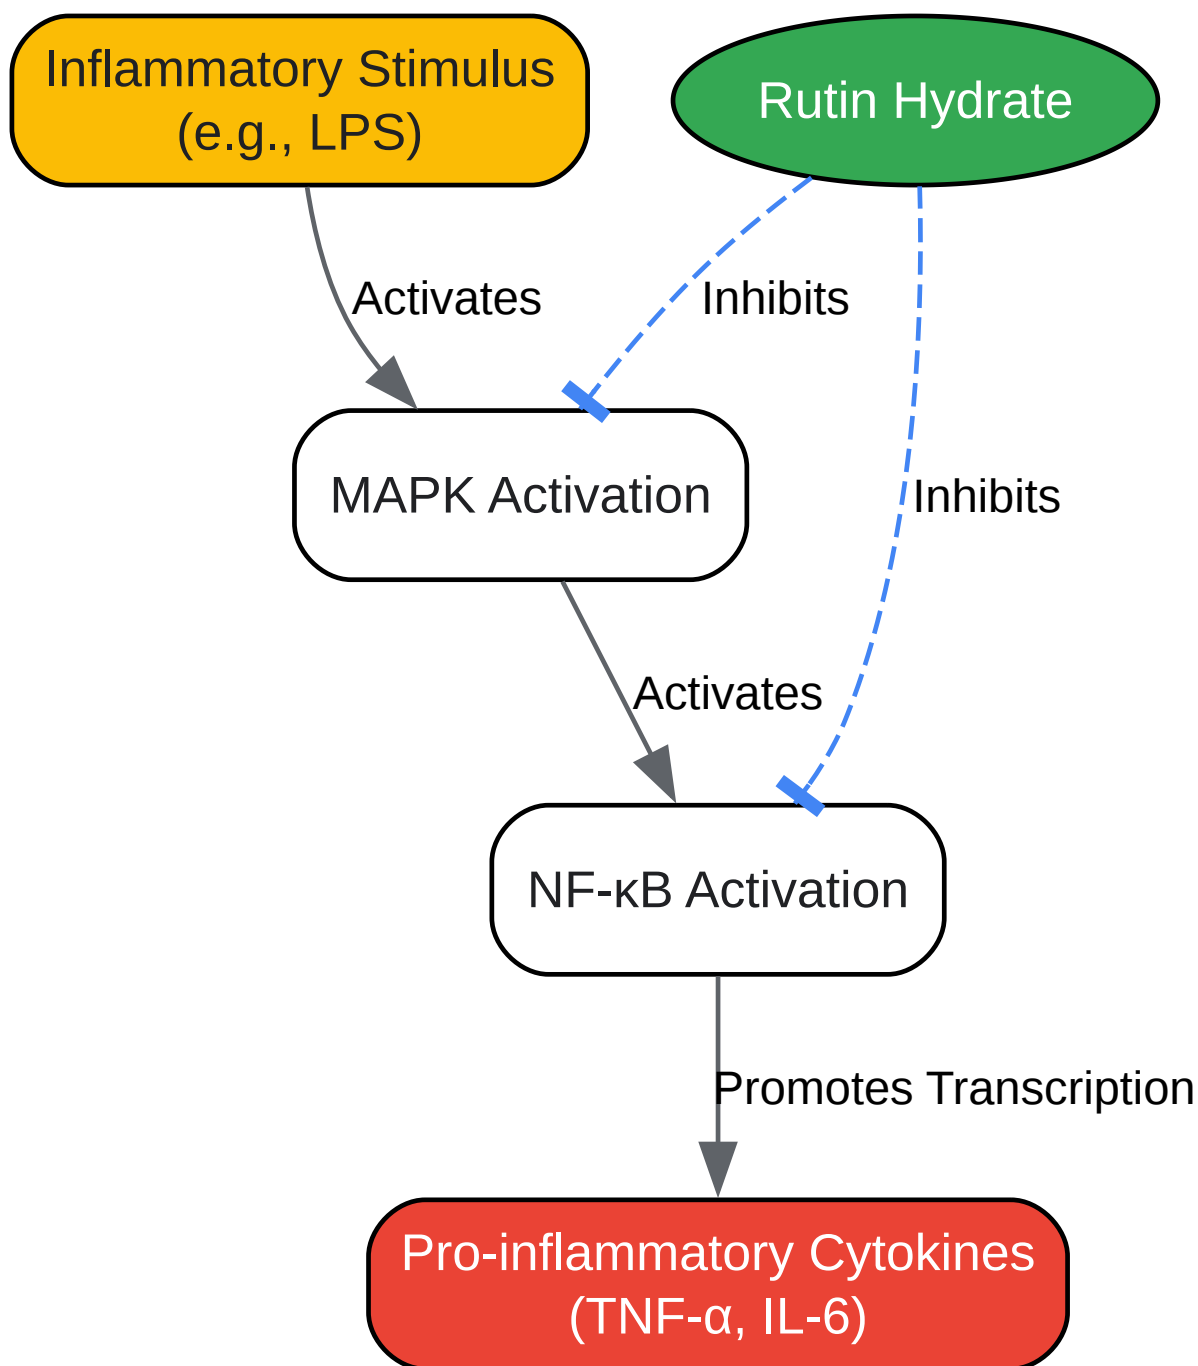 Inflammatory Stimulus
(e.g., LPS)
Rutin Hydrate
Activates
Inhibits
MAPK Activation
Inhibits
Activates
NF-κB Activation
Promotes Transcription
Pro-inflammatory Cytokines
(TNF-α, IL-6)